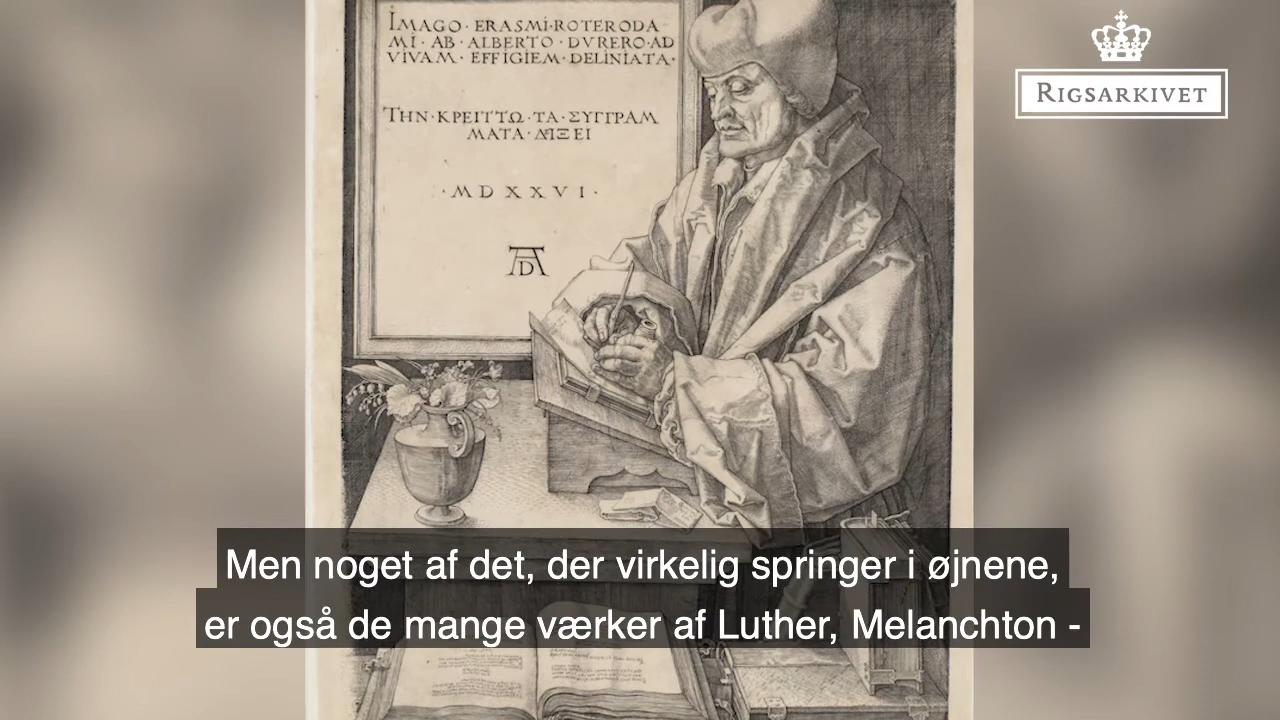 IMAGO · ERASMI · ROTERODA
MI · AB · ALBERTO · DVRERO · AD
VIVAM · EFFIGIEM · DELINIATA ·
ΤΗΝ · ΚΡΕΙΤΤΩ · ΤΑ · ΣΥΓΓΡΑΜ
ΜΑΤΑ · ΔΙΞΕΙ
· MDXXVI ·
AD
RIGSARKIVET
Men noget af det, der virkelig springer i øjnene,
er også de mange værker af Luther, Melanchton -